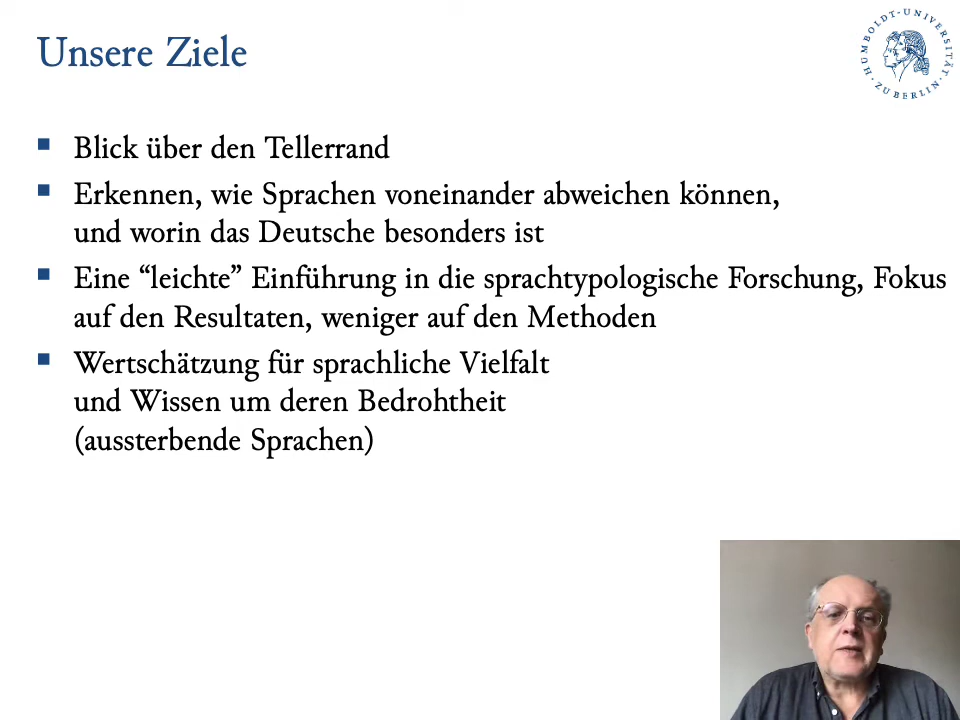 Unsere Ziele
HUMBOLDT-UNIVERSITÄT ZU BERLIN
Blick über den Tellerrand
Erkennen, wie Sprachen voneinander abweichen können,
und worin das Deutsche besonders ist
Eine “leichte” Einführung in die sprachtypologische Forschung, Fokus
auf den Resultaten, weniger auf den Methoden
Wertschätzung für sprachliche Vielfalt
und Wissen um deren Bedrohtheit
(aussterbende Sprachen)